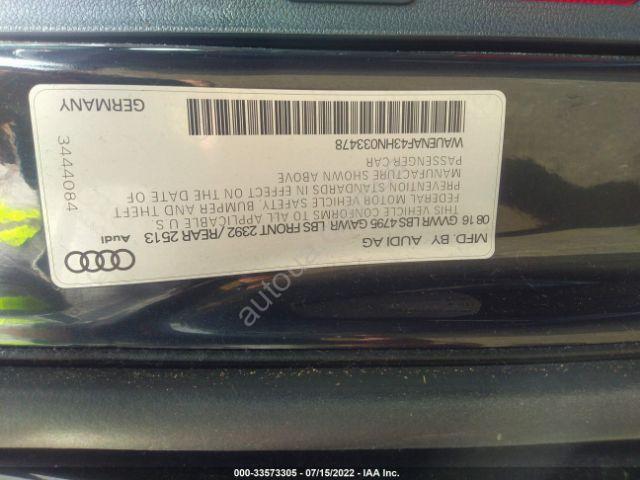 MFD. BY AUDI AG
Audi
08 16 GVWR LBS 4795 GAWR LBS FRONT 2392 / REAR 2513
THIS VEHICLE CONFORMS TO ALL APPLICABLE U S
FEDERAL MOTOR VEHICLE SAFETY, BUMPER AND THEFT
PREVENTION STANDARDS IN EFFECT ON THE DATE OF
MANUFACTURE SHOWN ABOVE
PASSENGER CAR
WAUENAF43HN033478
3444084
GERMANY
000-33573305 - 07/15/2022 - IAA Inc.